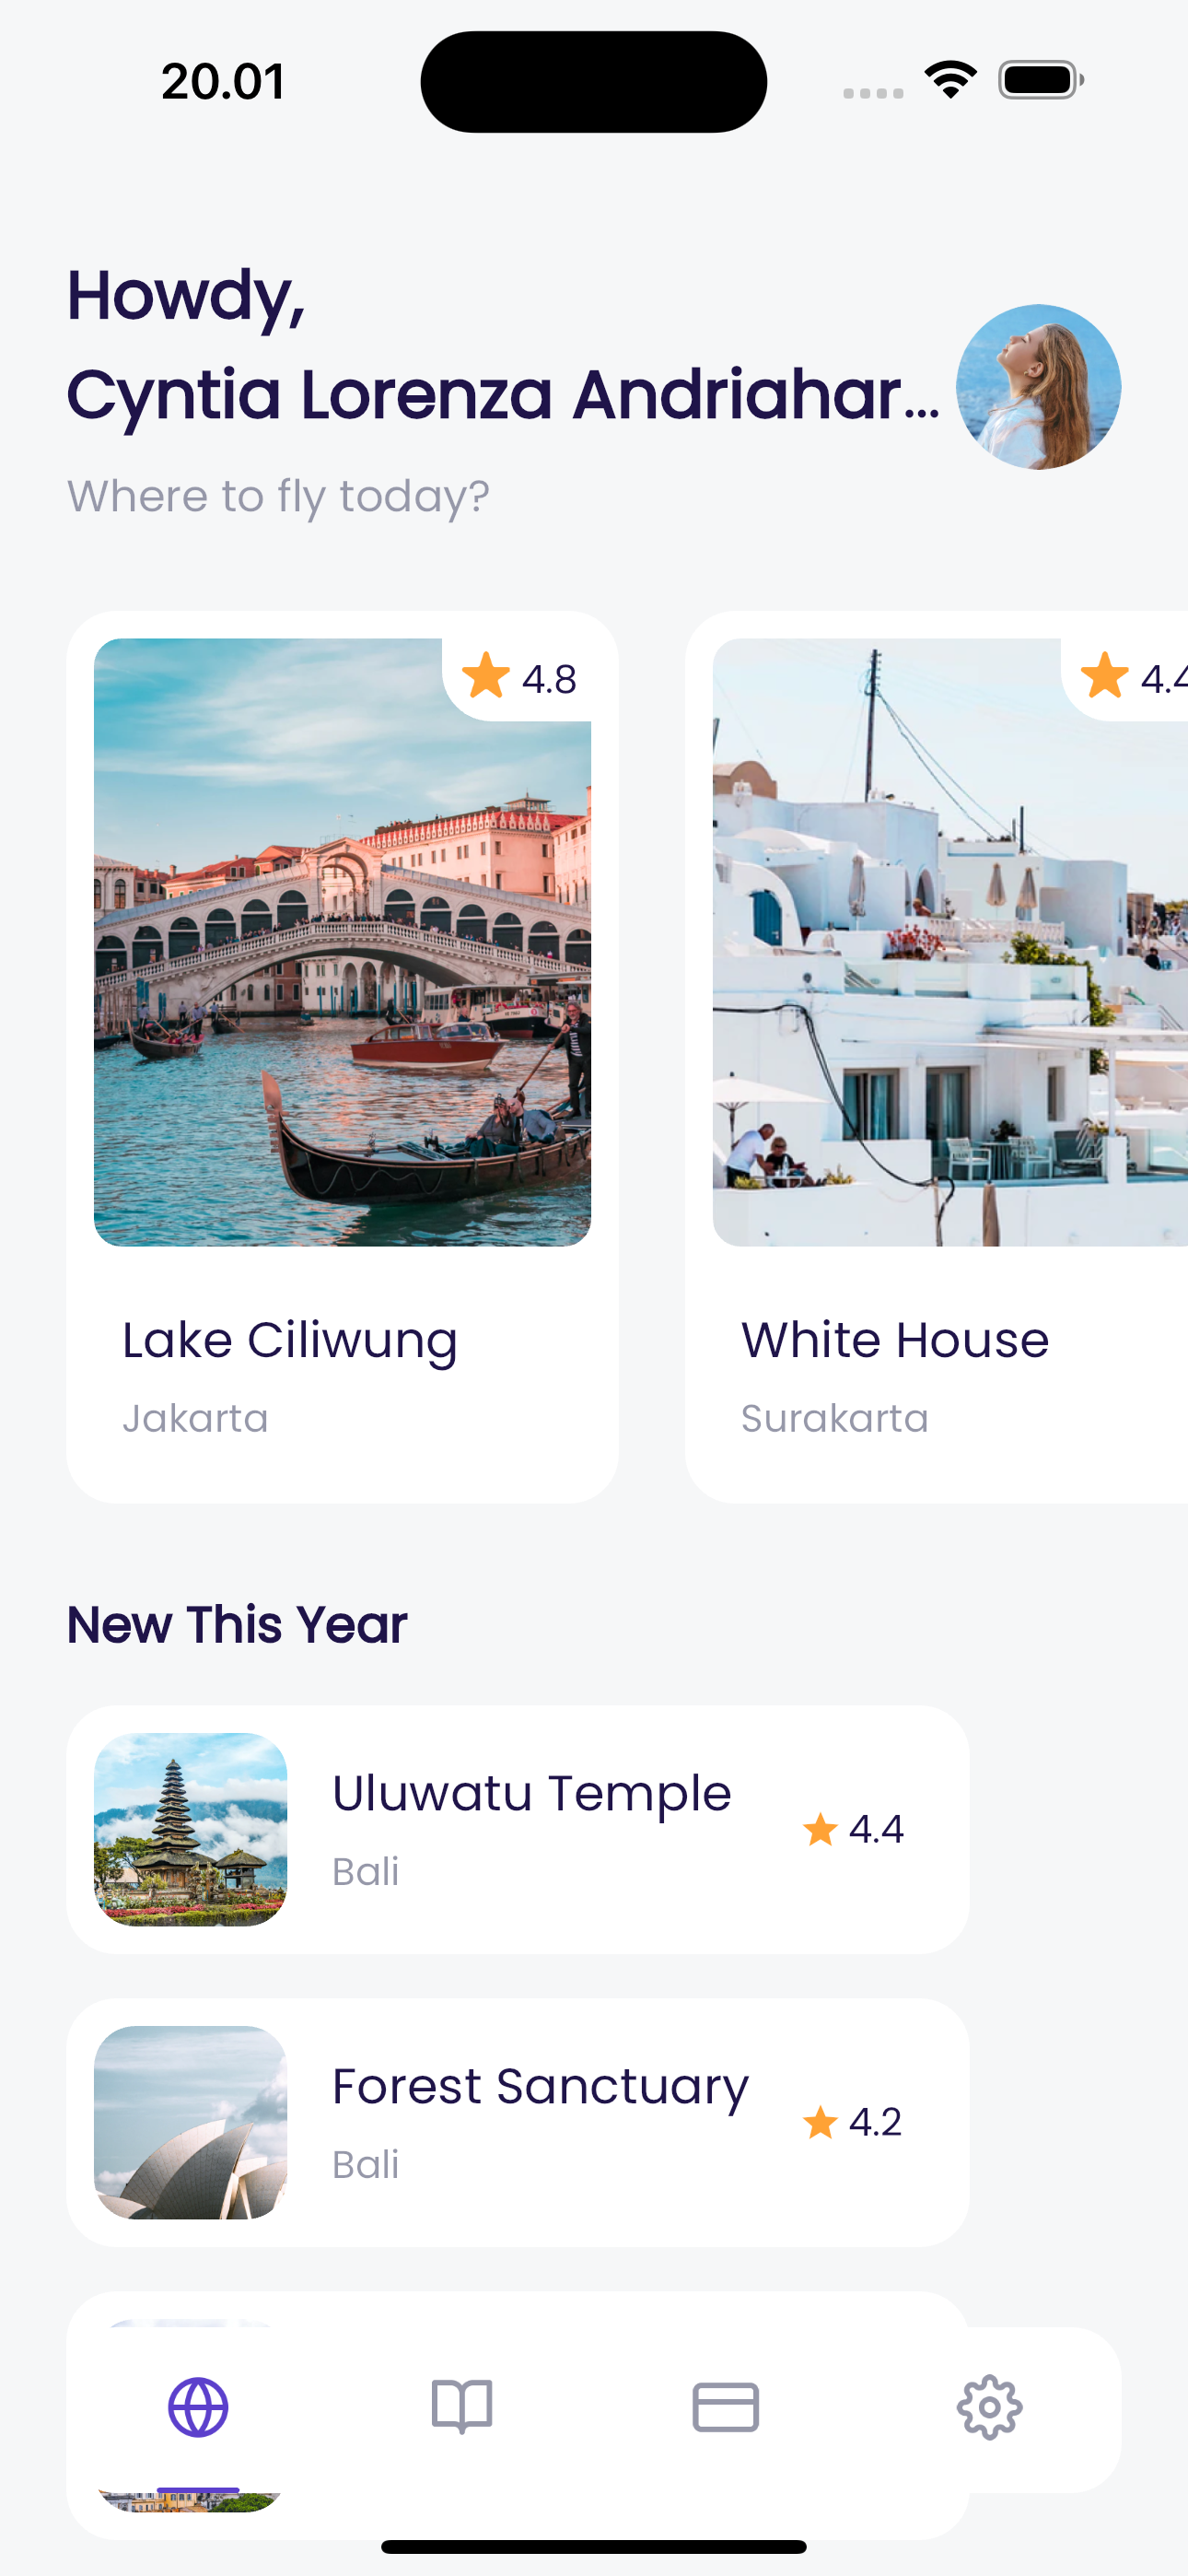 20.01
Howdy,
Cyntia Lorenza Andriahar...
Where to fly today?
4.8
4.4
Lake Ciliwung
Jakarta
White House
Surakarta
New This Year
Uluwatu Temple
Bali
4.4
Forest Sanctuary
Bali
4.2